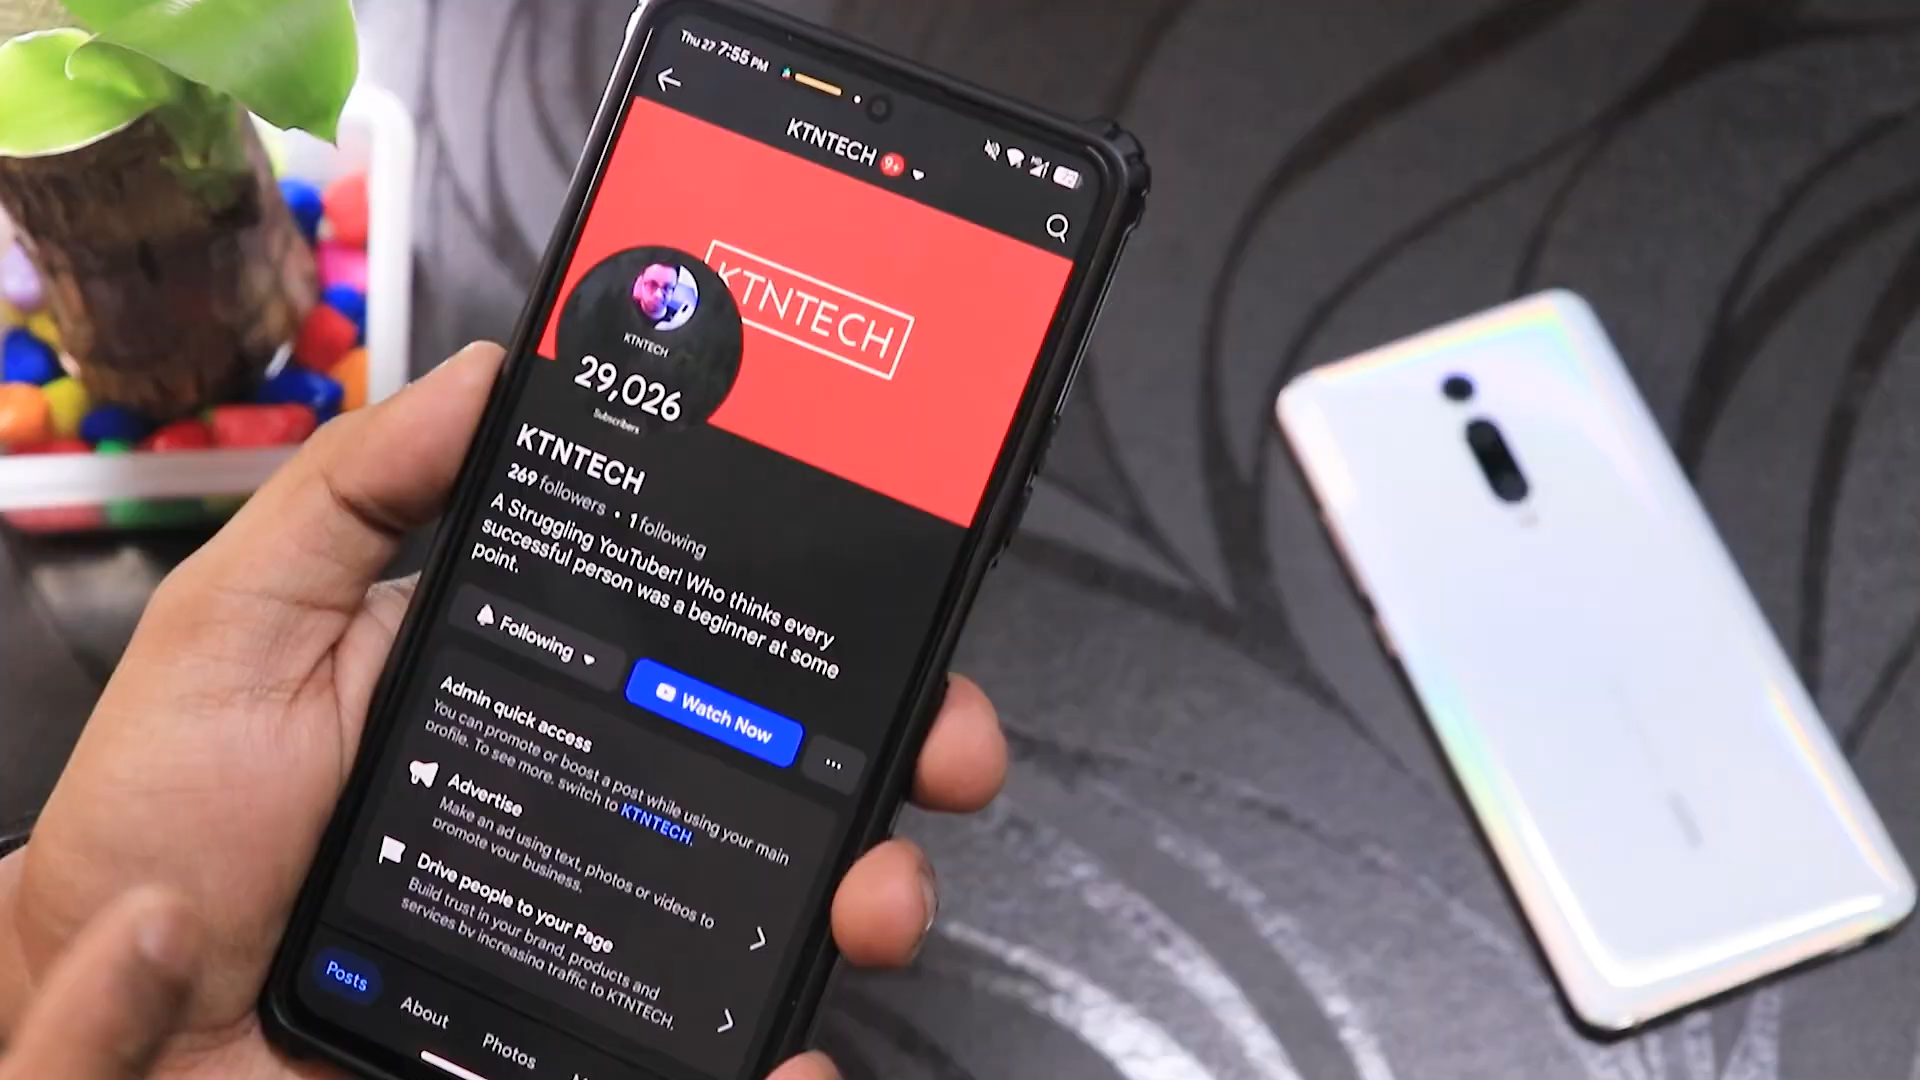 Thu 27 7:55 PM
72
KTNTECH 9+
KTNTECH
KTNTECH
29,026
Subscribers
KTNTECH
269 followers • 1 following
A Struggling YouTuber! Who thinks every
successful person was a beginner at some
point.
Following
Watch Now
Admin quick access
You can promote or boost a post while using your main
profile. To see more, switch to KTNTECH.
Advertise
Make an ad using text, photos or videos to
promote your business.
Drive people to your Page
Build trust in your brand, products and
services by increasing traffic to KTNTECH.
Posts
About
Photos